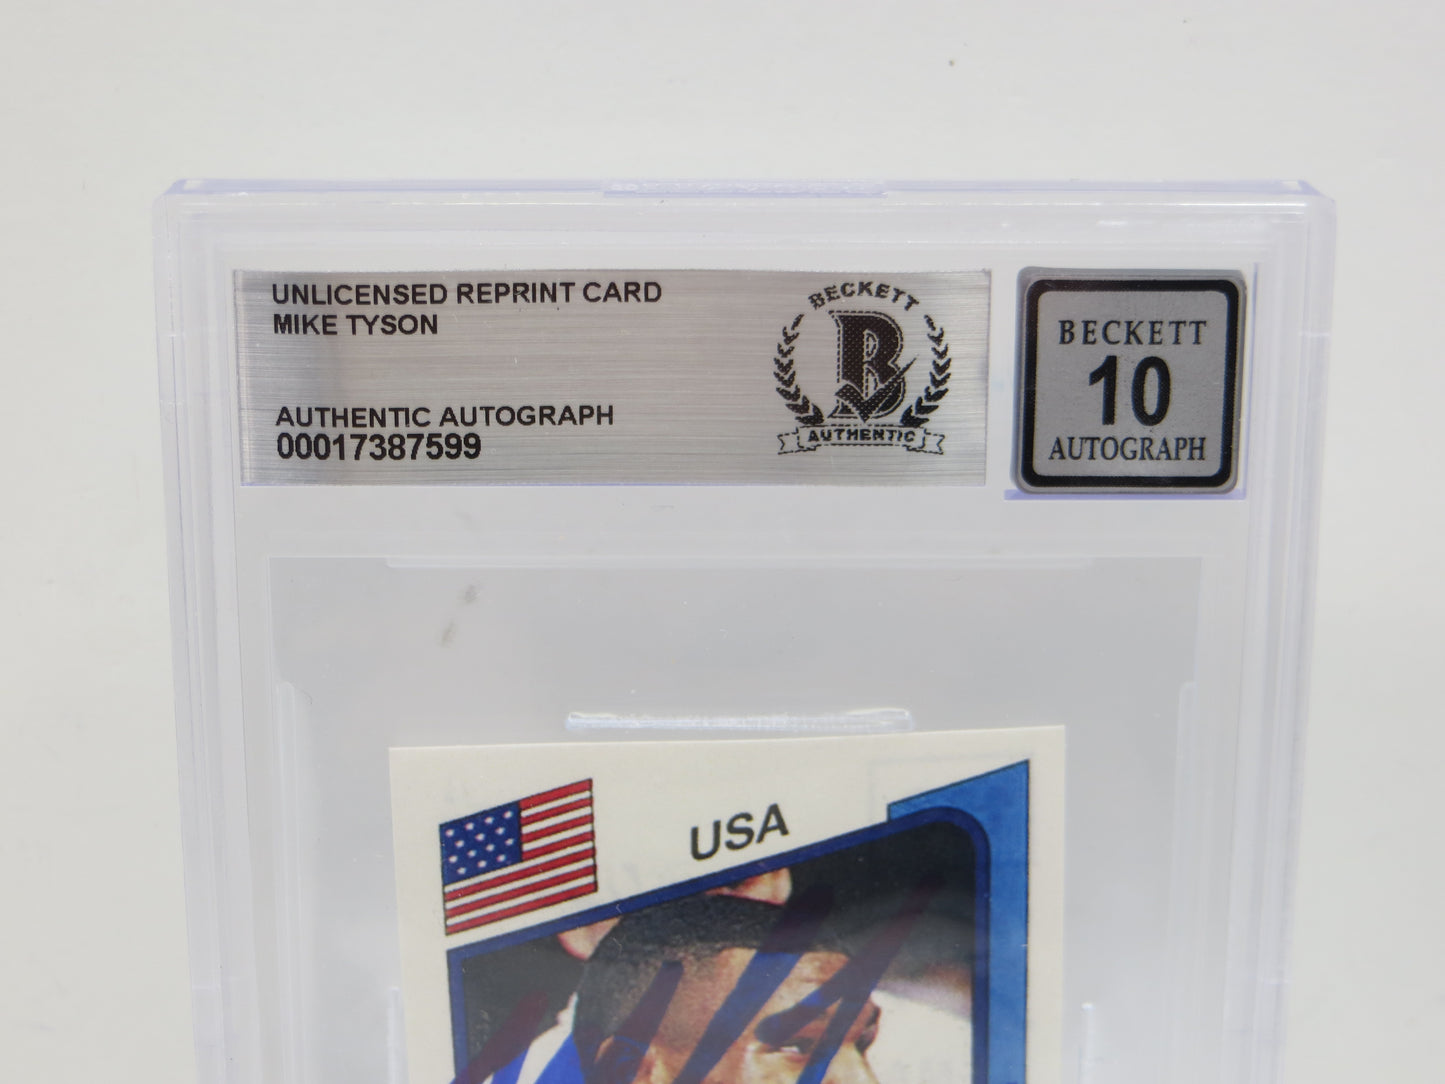 UNLICENSED REPRINT CARD
MIKE TYSON
AUTHENTIC AUTOGRAPH
00017387599
BECKETT
B
AUTHENTIC
BECKETT
10
AUTOGRAPH
USA